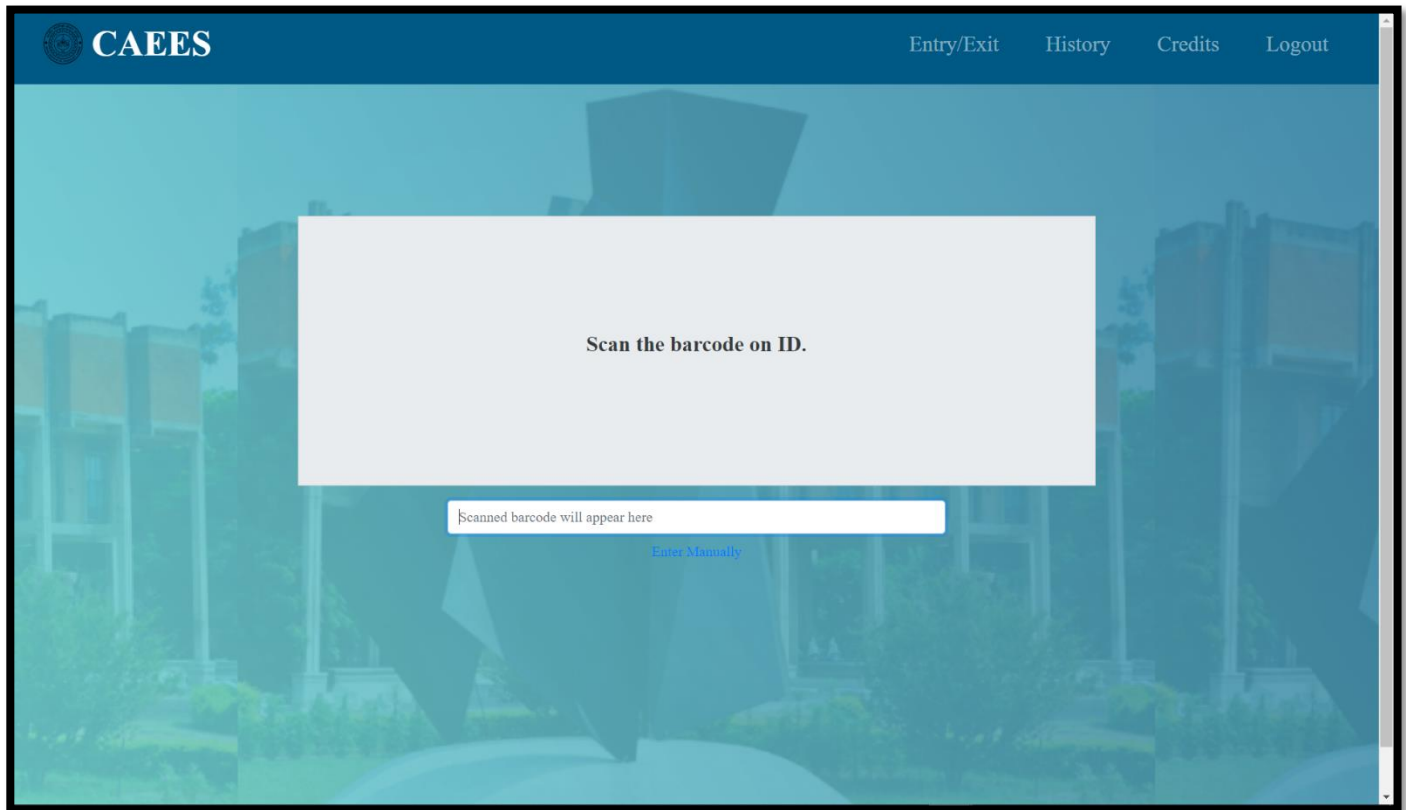 CAEES
Entry/Exit History Credits Logout
Scan the barcode on ID.
Scanned barcode will appear here
Enter Manually